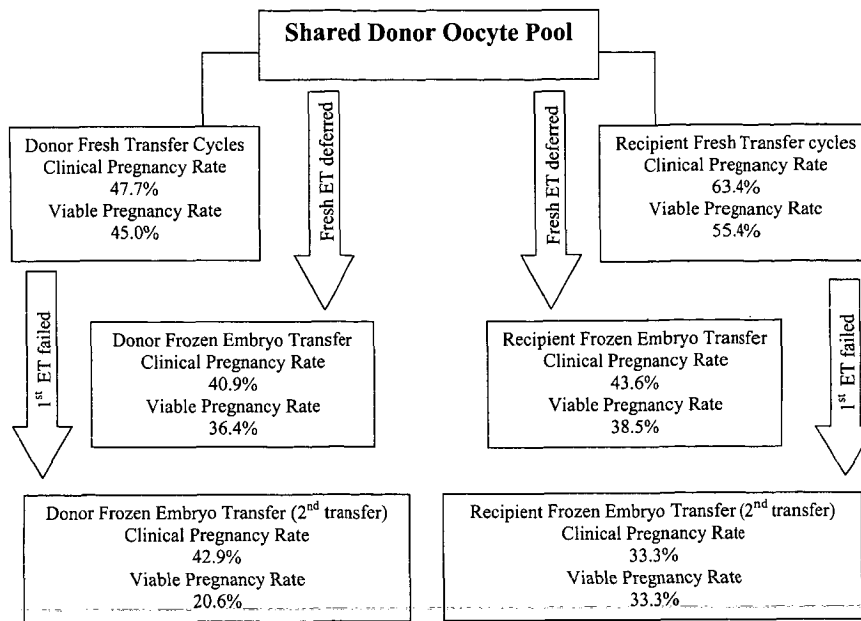 Shared Donor Oocyte Pool
Donor Fresh Transfer Cycles
Clinical Pregnancy Rate
47.7%
Viable Pregnancy Rate
45.0%
Fresh ET deferred
Fresh ET deferred
Recipient Fresh Transfer cycles
Clinical Pregnancy Rate
63.4%
Viable Pregnancy Rate
55.4%
1st ET failed
Donor Frozen Embryo Transfer
Clinical Pregnancy Rate
40.9%
Viable Pregnancy Rate
36.4%
Recipient Frozen Embryo Transfer
Clinical Pregnancy Rate
43.6%
Viable Pregnancy Rate
38.5%
1st ET failed
Donor Frozen Embryo Transfer (2nd transfer)
Clinical Pregnancy Rate
42.9%
Viable Pregnancy Rate
20.6%
Recipient Frozen Embryo Transfer (2nd transfer)
Clinical Pregnancy Rate
33.3%
Viable Pregnancy Rate
33.3%